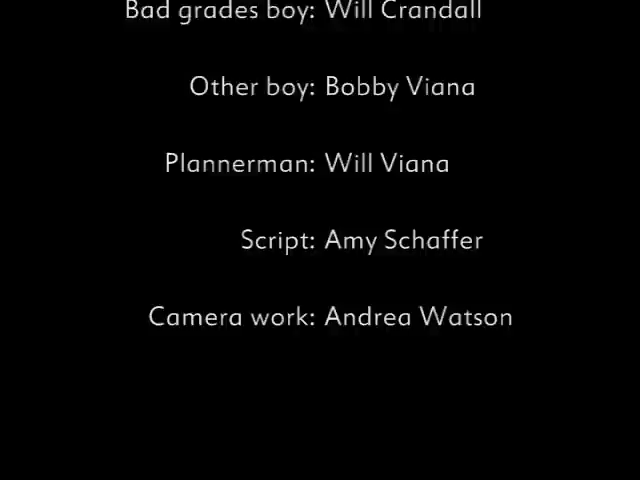 Bad grades boy: Will Crandall
Other boy: Bobby Viana
Plannerman: Will Viana
Script: Amy Schaffer
Camera work: Andrea Watson